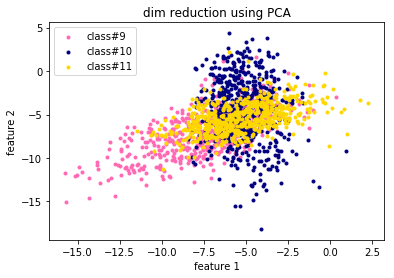 dim reduction using PCA
class#9
class#10
class#11
5
0
−5
−10
−15
feature 2
−15.0 −12.5 −10.0 −7.5 −5.0 −2.5 0.0 2.5
feature 1